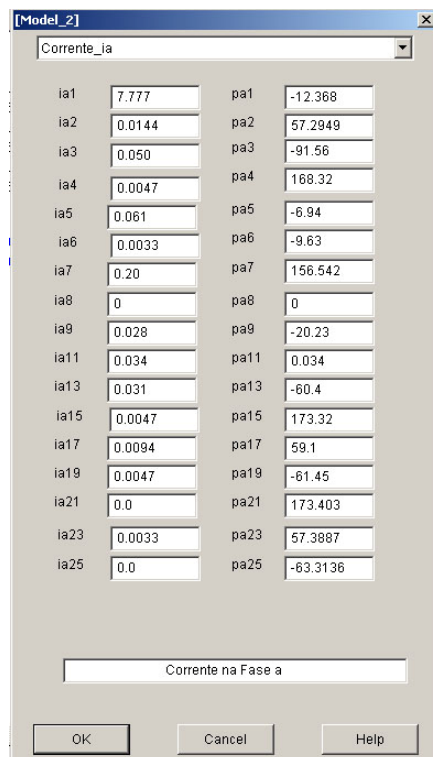 [Model_2]
Corrente_ia
ia1 7.777 pa1 -12.368
ia2 0.0144 pa2 57.2949
ia3 0.050 pa3 -91.56
ia4 0.0047 pa4 168.32
ia5 0.061 pa5 -6.94
ia6 0.0033 pa6 -9.63
ia7 0.20 pa7 156.542
ia8 0 pa8 0
ia9 0.028 pa9 -20.23
ia11 0.034 pa11 0.034
ia13 0.031 pa13 -60.4
ia15 0.0047 pa15 173.32
ia17 0.0094 pa17 59.1
ia19 0.0047 pa19 -61.45
ia21 0.0 pa21 173.403
ia23 0.0033 pa23 57.3887
ia25 0.0 pa25 -63.3136
Corrente na Fase a
OK Cancel Help